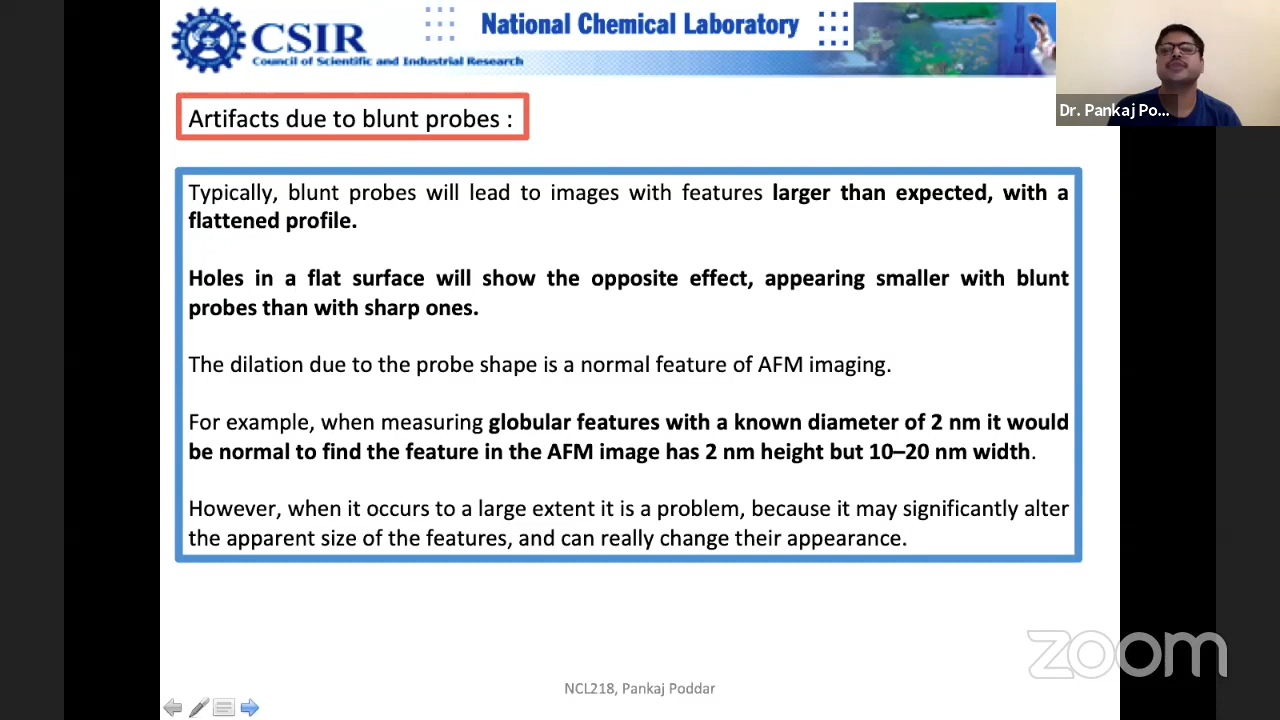 CSIR
Council of Scientific and Industrial Research
National Chemical Laboratory
Dr. Pankaj Po...
Artifacts due to blunt probes :
Typically, blunt probes will lead to images with features larger than expected, with a
flattened profile.
Holes in a flat surface will show the opposite effect, appearing smaller with blunt
probes than with sharp ones.
The dilation due to the probe shape is a normal feature of AFM imaging.
For example, when measuring globular features with a known diameter of 2 nm it would
be normal to find the feature in the AFM image has 2 nm height but 10–20 nm width.
However, when it occurs to a large extent it is a problem, because it may significantly alter
the apparent size of the features, and can really change their appearance.
zoom
NCL218, Pankaj Poddar